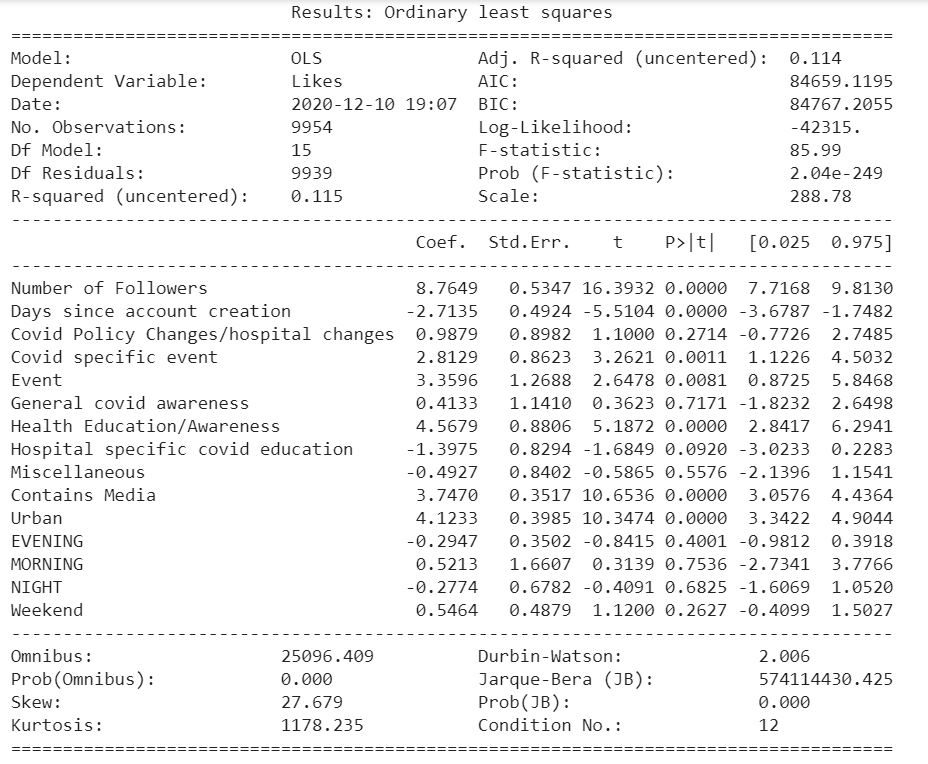 Results: Ordinary least squares
==========================================================================================
Model: OLS Adj. R-squared (uncentered): 0.114
Dependent Variable: Likes AIC: 84659.1195
Date: 2020-12-10 19:07 BIC: 84767.2055
No. Observations: 9954 Log-Likelihood: -42315.
Df Model: 15 F-statistic: 85.99
Df Residuals: 9939 Prob (F-statistic): 2.04e-249
R-squared (uncentered): 0.115 Scale: 288.78
------------------------------------------------------------------------------------------
Coef. Std.Err. t P>|t| [0.025 0.975]
------------------------------------------------------------------------------------------
Number of Followers 8.7649 0.5347 16.3932 0.0000 7.7168 9.8130
Days since account creation -2.7135 0.4924 -5.5104 0.0000 -3.6787 -1.7482
Covid Policy Changes/hospital changes 0.9879 0.8982 1.1000 0.2714 -0.7726 2.7485
Covid specific event 2.8129 0.8623 3.2621 0.0011 1.1226 4.5032
Event 3.3596 1.2688 2.6478 0.0081 0.8725 5.8468
General covid awareness 0.4133 1.1410 0.3623 0.7171 -1.8232 2.6498
Health Education/Awareness 4.5679 0.8806 5.1872 0.0000 2.8417 6.2941
Hospital specific covid education -1.3975 0.8294 -1.6849 0.0920 -3.0233 0.2283
Miscellaneous -0.4927 0.8402 -0.5865 0.5576 -2.1396 1.1541
Contains Media 3.7470 0.3517 10.6536 0.0000 3.0576 4.4364
Urban 4.1233 0.3985 10.3474 0.0000 3.3422 4.9044
EVENING -0.2947 0.3502 -0.8415 0.4001 -0.9812 0.3918
MORNING 0.5213 1.6607 0.3139 0.7536 -2.7341 3.7766
NIGHT -0.2774 0.6782 -0.4091 0.6825 -1.6069 1.0520
Weekend 0.5464 0.4879 1.1200 0.2627 -0.4099 1.5027
------------------------------------------------------------------------------------------
Omnibus: 25096.409 Durbin-Watson: 2.006
Prob(Omnibus): 0.000 Jarque-Bera (JB): 574114430.425
Skew: 27.679 Prob(JB): 0.000
Kurtosis: 1178.235 Condition No.: 12
==========================================================================================